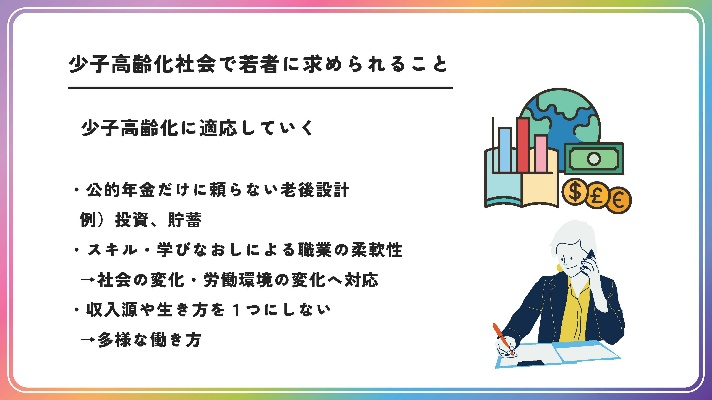 少子高齢化社会で若者に求められること
少子高齢化に適応していく
・公的年金だけに頼らない老後設計
例）投資、貯蓄
・スキル・学びなおしによる職業の柔軟性
→社会の変化・労働環境の変化へ対応
・収入源や生き方を１つにしない
→多様な働き方
$ £ €